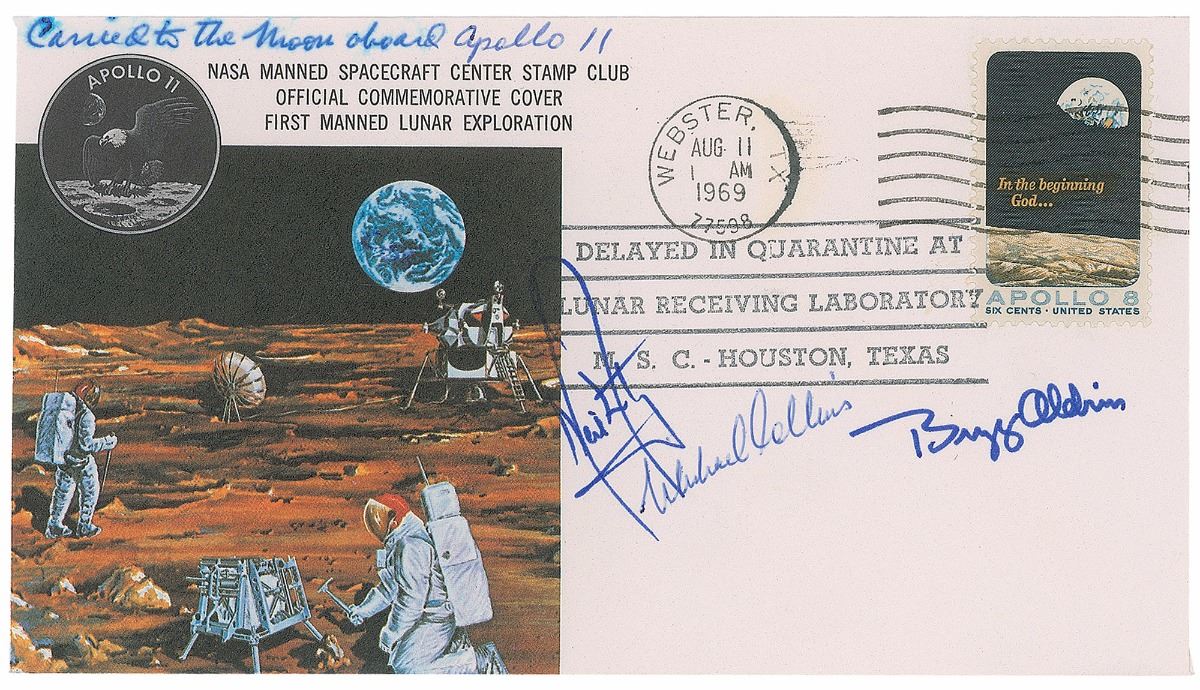 Carried to the Moon aboard Apollo 11
APOLLO 11
NASA MANNED SPACECRAFT CENTER STAMP CLUB
OFFICIAL COMMEMORATIVE COVER
FIRST MANNED LUNAR EXPLORATION
WEBSTER, TX
AUG 11
1 AM
1969
77598
In the beginning
God...
APOLLO 8
SIX CENTS · UNITED STATES
DELAYED IN QUARANTINE AT
LUNAR RECEIVING LABORATORY
M. S. C. - HOUSTON, TEXAS
Neil
Michael Collins
Buzz Aldrin